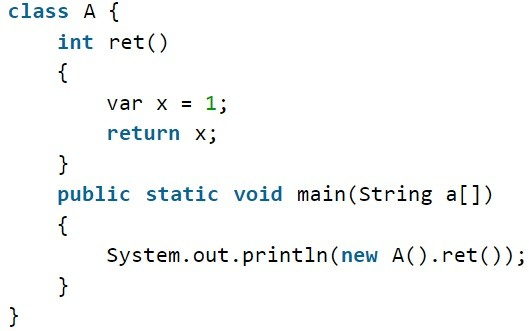 class A {
    int ret()
    {
        var x = 1;
        return x;
    }
    public static void main(String a[])
    {
        System.out.println(new A().ret());
    }
}